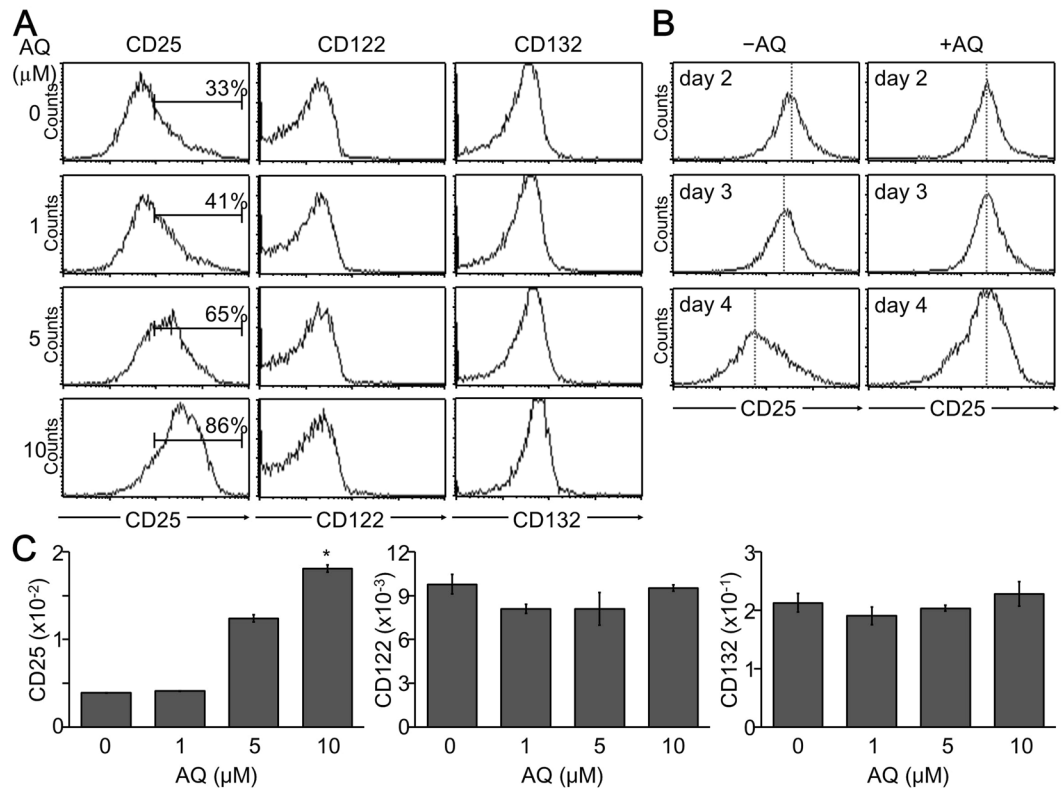 A
AQ
(μM)
CD25
CD122
CD132
0
Counts
33%
1
Counts
41%
5
Counts
65%
10
Counts
86%
CD25
CD122
CD132
B
−AQ
+AQ
Counts
day 2
day 2
Counts
day 3
day 3
Counts
day 4
day 4
CD25
CD25
C
CD25 (x10-2)
2
1
0
0 1 5 10
*
AQ (μM)
CD122 (x10-3)
12
9
6
3
0
0 1 5 10
AQ (μM)
CD132 (x10-1)
3
2
1
0
0 1 5 10
AQ (μM)